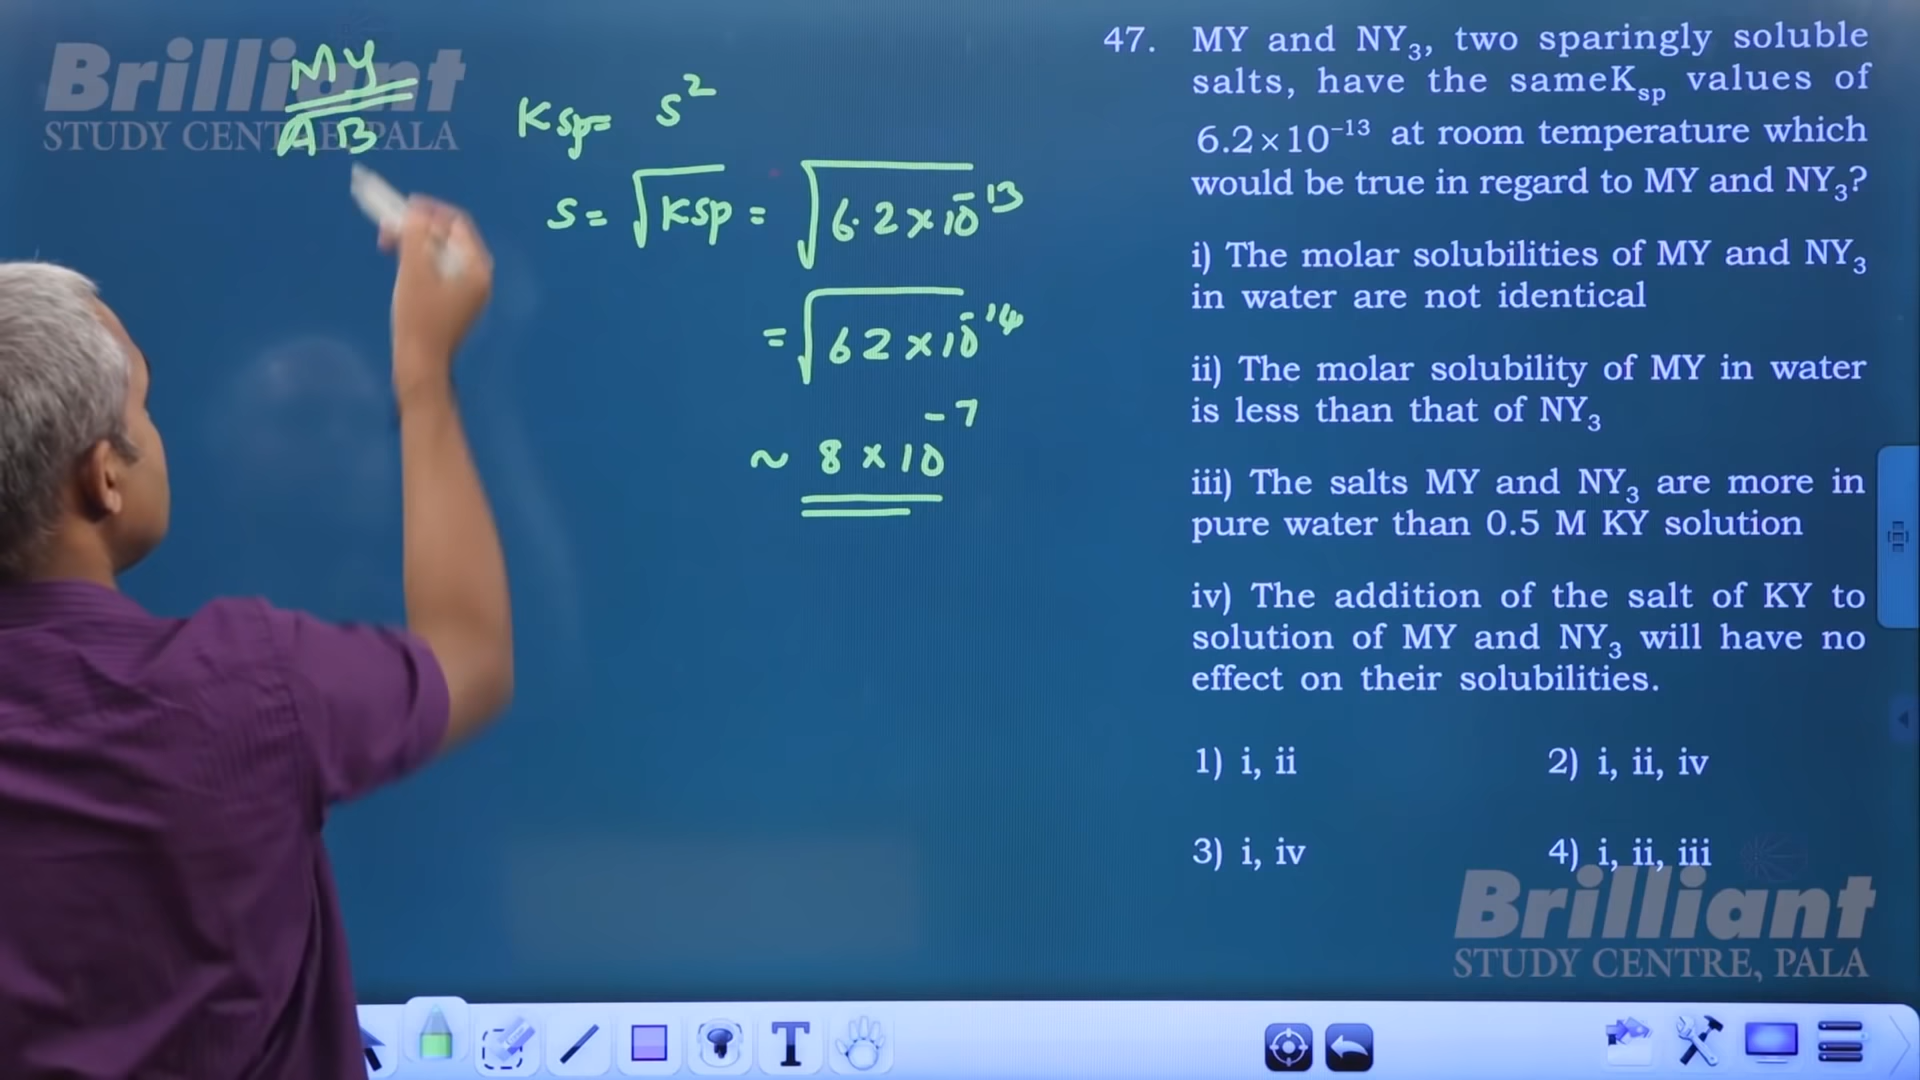 Brilliant
STUDY CENTRE, PALA
MY
AB
Ksp= s²
s= √Ksp = √6.2×10⁻¹³
= √62×10⁻¹⁴
~ 8×10⁻⁷
47. MY and NY₃, two sparingly soluble
salts, have the sameKsp values of
6.2×10⁻¹³ at room temperature which
would be true in regard to MY and NY₃?
i) The molar solubilities of MY and NY₃
in water are not identical
ii) The molar solubility of MY in water
is less than that of NY₃
iii) The salts MY and NY₃ are more in
pure water than 0.5 M KY solution
iv) The addition of the salt of KY to
solution of MY and NY₃ will have no
effect on their solubilities.
1) i, ii 2) i, ii, iv
3) i, iv 4) i, ii, iii
Brilliant
STUDY CENTRE, PALA
T